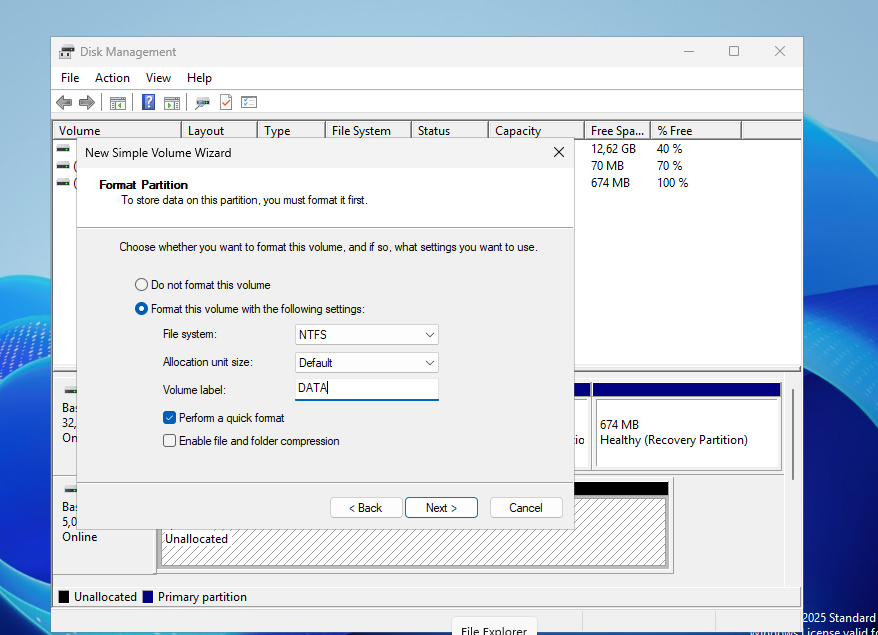 Disk Management
File Action View Help
Volume Layout Type File System Status Capacity Free Spa... % Free
12,62 GB 40 %
70 MB 70 %
674 MB 100 %
New Simple Volume Wizard
Format Partition
To store data on this partition, you must format it first.
Choose whether you want to format this volume, and if so, what settings you want to use.
Do not format this volume
Format this volume with the following settings:
File system: NTFS
Allocation unit size: Default
Volume label: DATA
Perform a quick format
Enable file and folder compression
< Back Next > Cancel
Bas
32,
On
674 MB
Healthy (Recovery Partition)
Bas
5,0
Online
Unallocated
Unallocated Primary partition
File Explorer
2025 Standard
Windows License valid fo